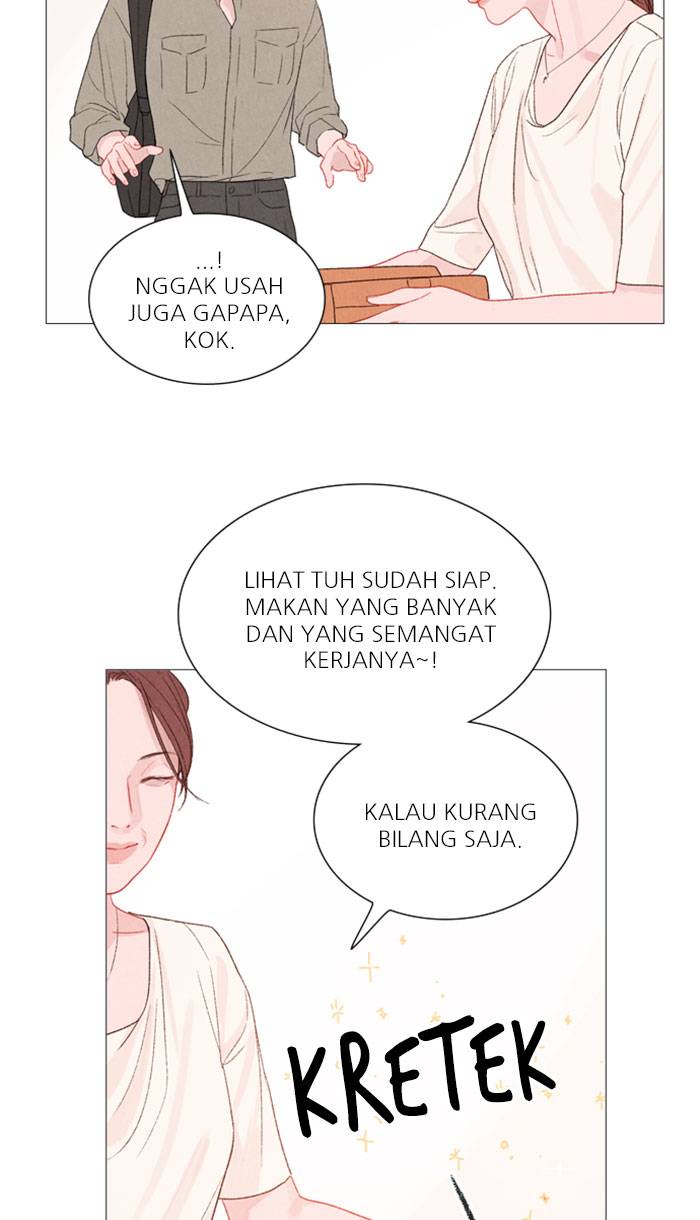 ...!
NGGAK USAH
JUGA GAPAPA,
KOK.
LIHAT TUH SUDAH SIAP.
MAKAN YANG BANYAK
DAN YANG SEMANGAT
KERJANYA~!
KALAU KURANG
BILANG SAJA.
KRETEK